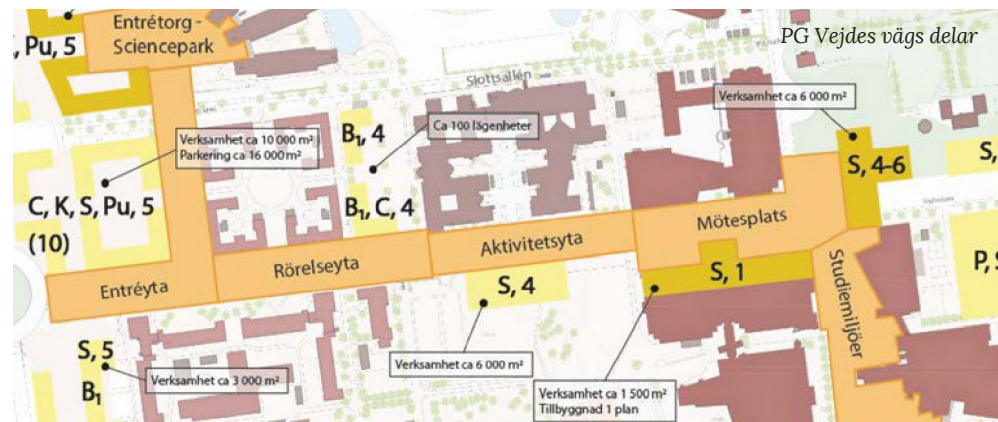 Entrétorg -
Sciencepark
, Pu, 5
PG Vejdes vägs delar
Slottsallén
Verksamhet ca 6 000 m²
Verksamhet ca 10 000 m²
Parkering ca 16 000 m²
B₁, 4
Ca 100 lägenheter
S, 4-6
S,
C, K, S, Pu, 5
(10)
B₁, C, 4
Mötesplats
Aktivitetsyta
Rörelseyta
Entréyta
S, 4
S, 1
Studiemiljöer
P, S
S, 5
B₁
Verksamhet ca 3 000 m²
Verksamhet ca 6 000 m²
Verksamhet ca 1 500 m²
Tillbyggnad 1 plan